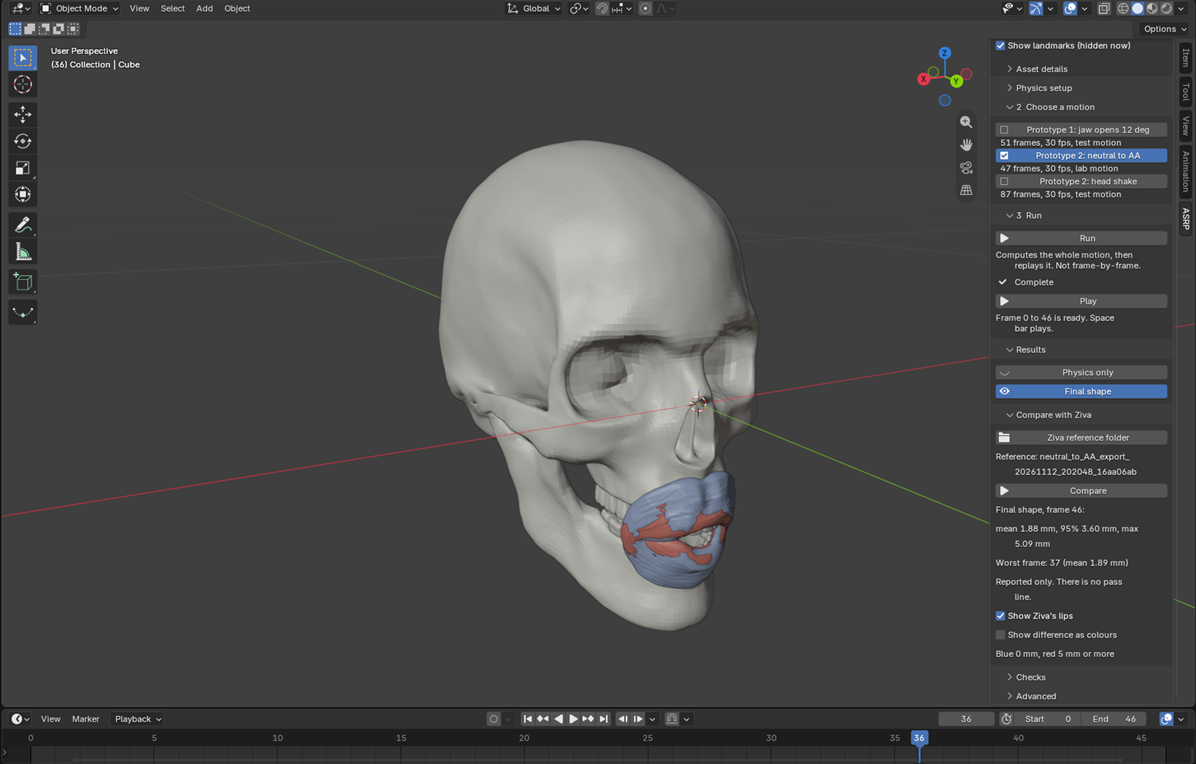 Object Mode View Select Add Object Global
Options
User Perspective
(36) Collection | Cube
Z
X
Y
Show landmarks (hidden now)
Asset details
Physics setup
2 Choose a motion
Prototype 1: jaw opens 12 deg
51 frames, 30 fps, test motion
Prototype 2: neutral to AA
47 frames, 30 fps, lab motion
Prototype 2: head shake
87 frames, 30 fps, test motion
3 Run
Run
Computes the whole motion, then
replays it. Not frame-by-frame.
Complete
Play
Frame 0 to 46 is ready. Space
bar plays.
Results
Physics only
Final shape
Compare with Ziva
Ziva reference folder
Reference: neutral_to_AA_export_
20261112_202048_16aa06ab
Compare
Final shape, frame 46:
mean 1.88 mm, 95% 3.60 mm, max
5.09 mm
Worst frame: 37 (mean 1.89 mm)
Reported only. There is no pass
line.
Show Ziva's lips
Show difference as colours
Blue 0 mm, red 5 mm or more
Checks
Advanced
Item
Tool
View
Animation
ASRP
View Marker Playback 36 Start 0 End 46
0 5 10 15 20 25 30 35 36 40 45